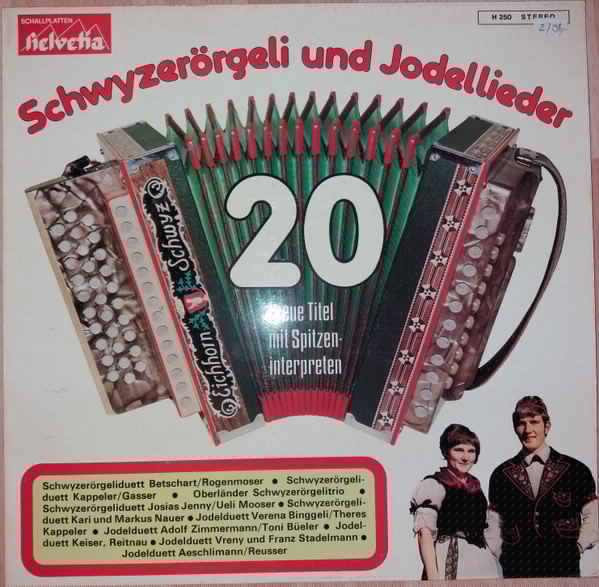 SCHALLPLATTEN
helvetia
H 250 STEREO
2/95
Schwyzerörgeli und Jodellieder
20
Neue Titel
mit Spitzen-
interpreten
Eichhorn Schwyz
Schwyzerörgeliduett Betschart/Rogenmoser ● Schwyzerörgeli-
duett Kappeler/Gasser ● Oberländer Schwyzerörgelitrio ●
Schwyzerörgeliduett Josias Jenny/Ueli Mooser ● Schwyzerörgeli-
duett Kari und Markus Nauer ● Jodelduett Verena Binggeli/Theres
Kappeler ● Jodelduett Adolf Zimmermann/Toni Büeler ● Jodel-
duett Keiser, Reitnau ● Jodelduett Vreny und Franz Stadelmann ●
Jodelduett Aeschlimann/Reusser